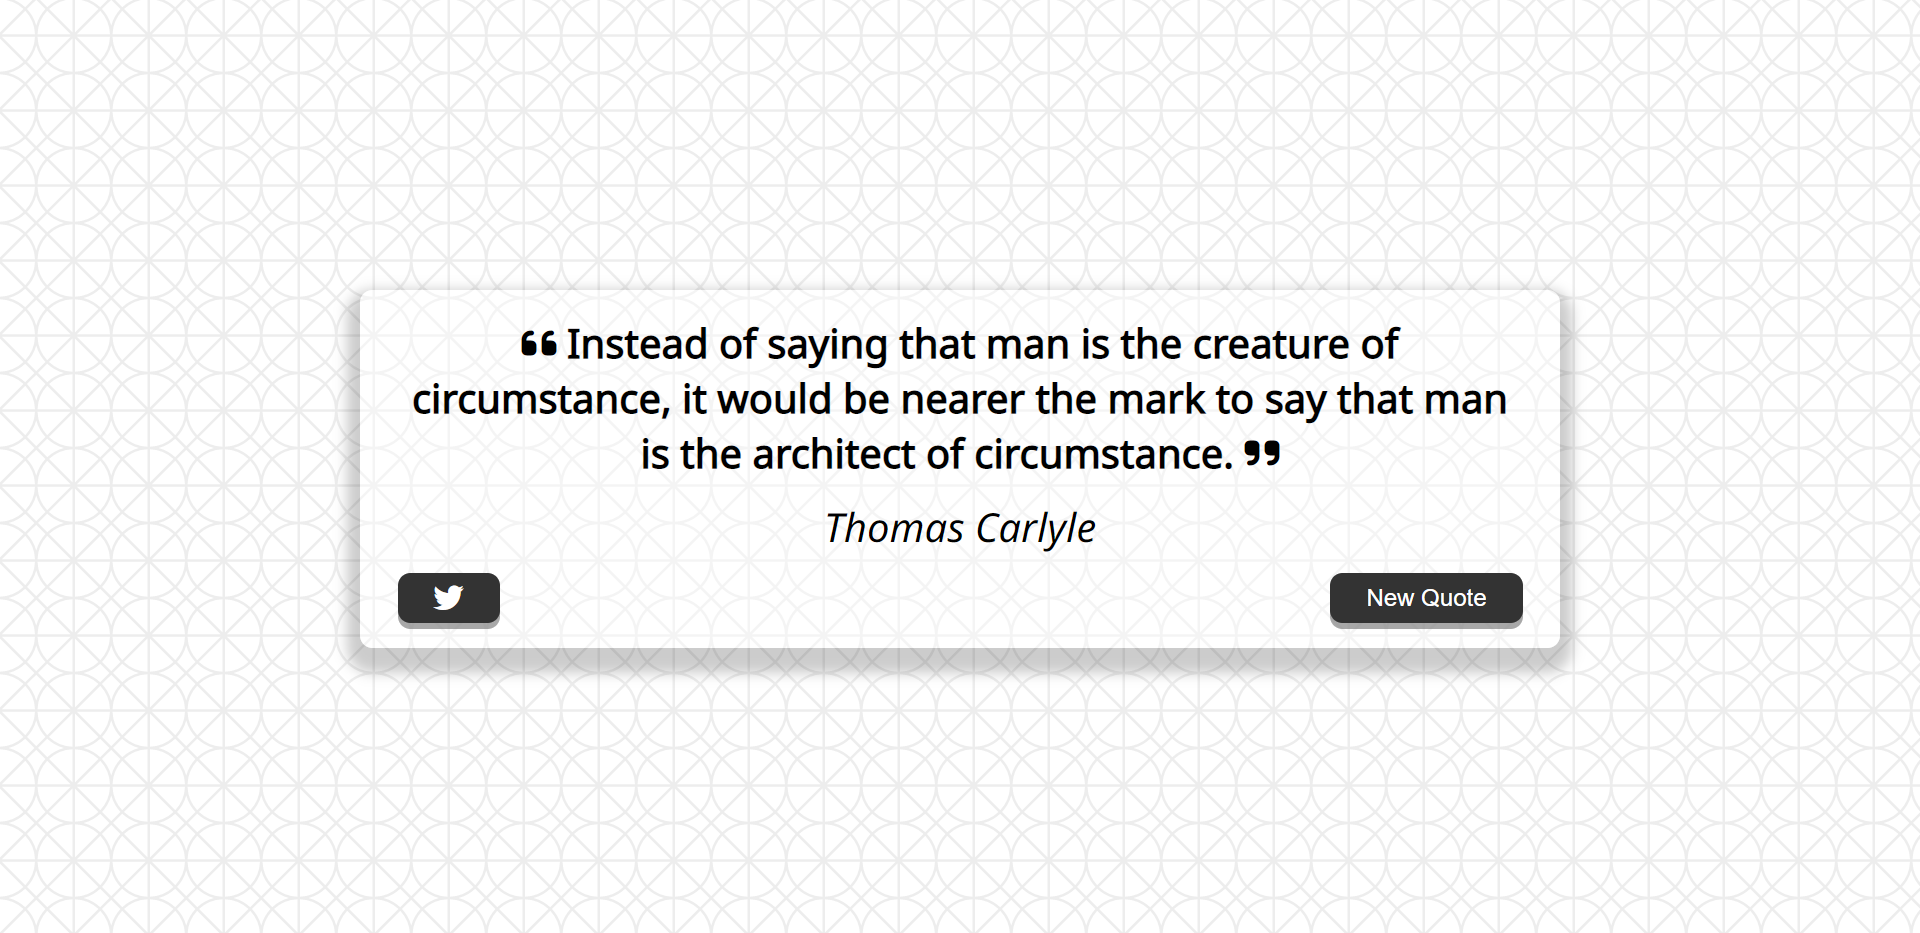 ❝ Instead of saying that man is the creature of
circumstance, it would be nearer the mark to say that man
is the architect of circumstance. ❞
Thomas Carlyle
New Quote